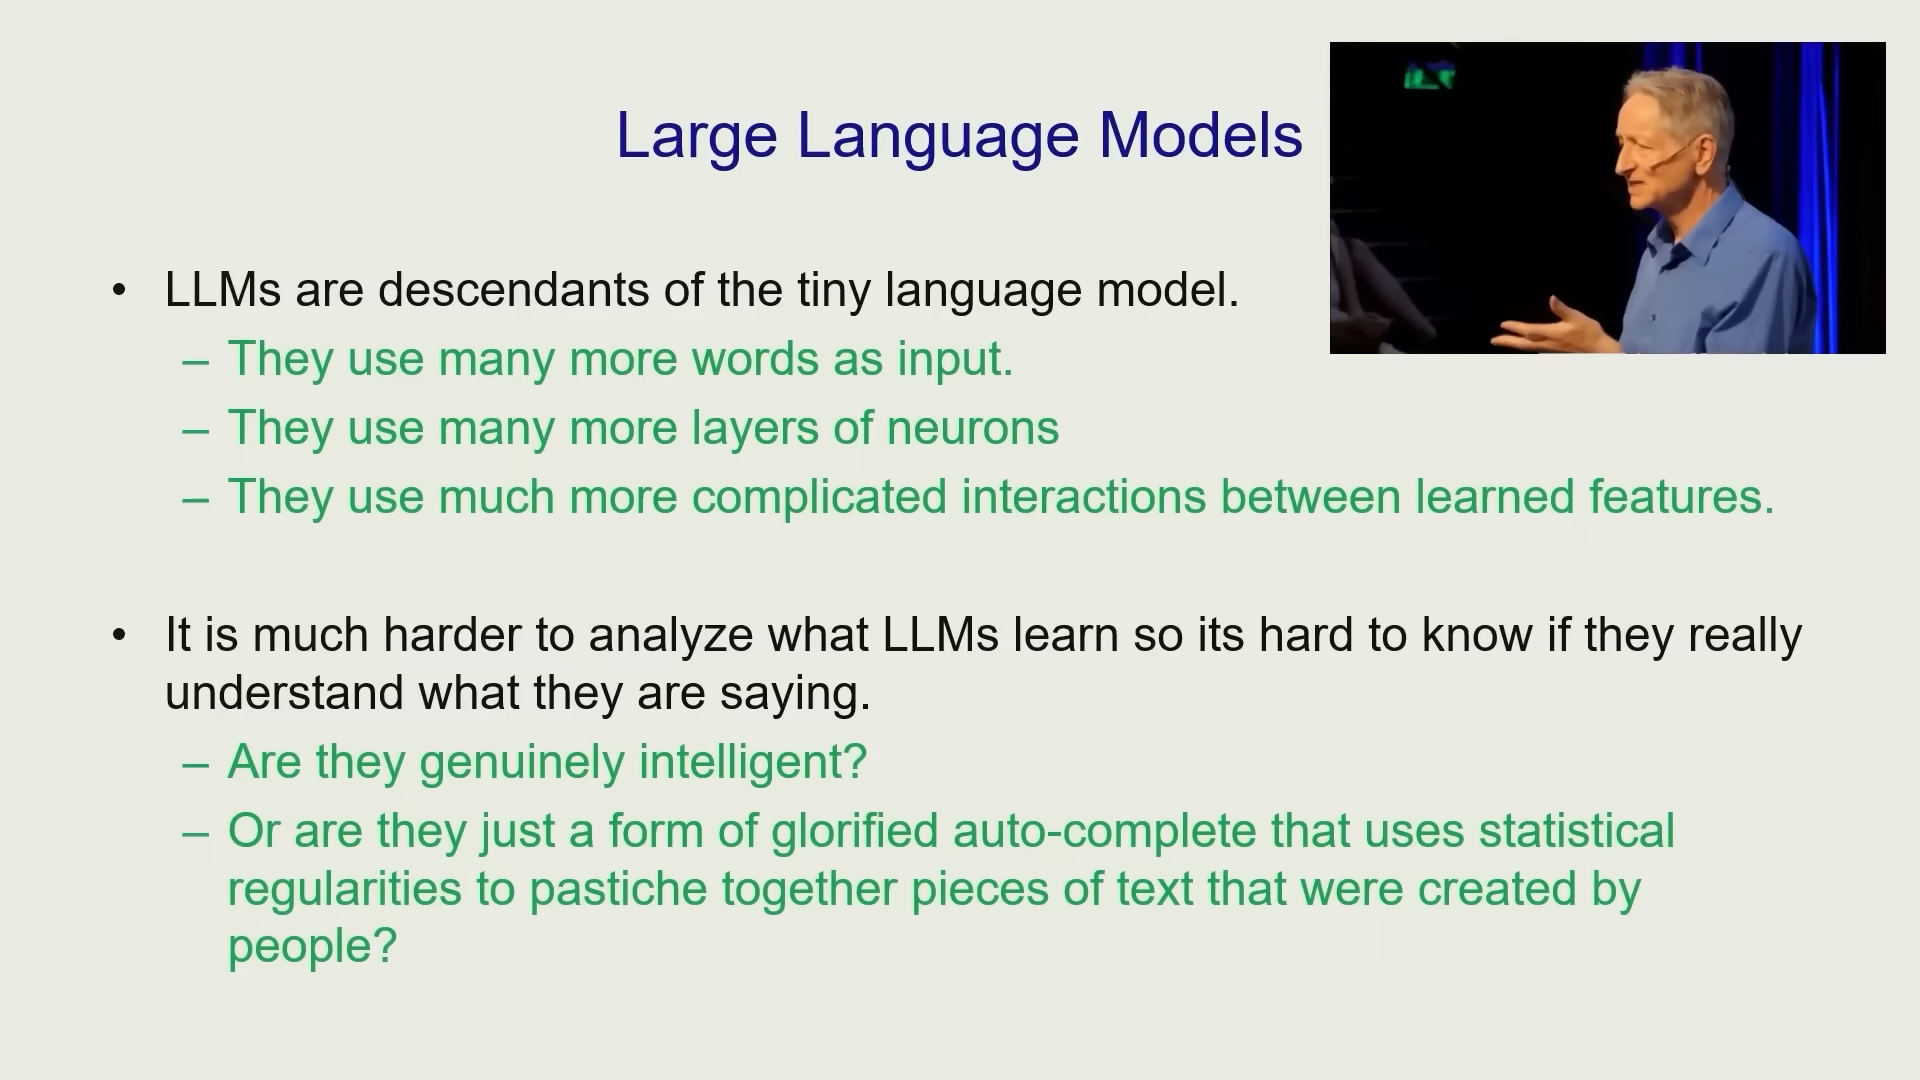 Large Language Models
• LLMs are descendants of the tiny language model.
– They use many more words as input.
– They use many more layers of neurons
– They use much more complicated interactions between learned features.
• It is much harder to analyze what LLMs learn so its hard to know if they really
understand what they are saying.
– Are they genuinely intelligent?
– Or are they just a form of glorified auto-complete that uses statistical
regularities to pastiche together pieces of text that were created by
people?